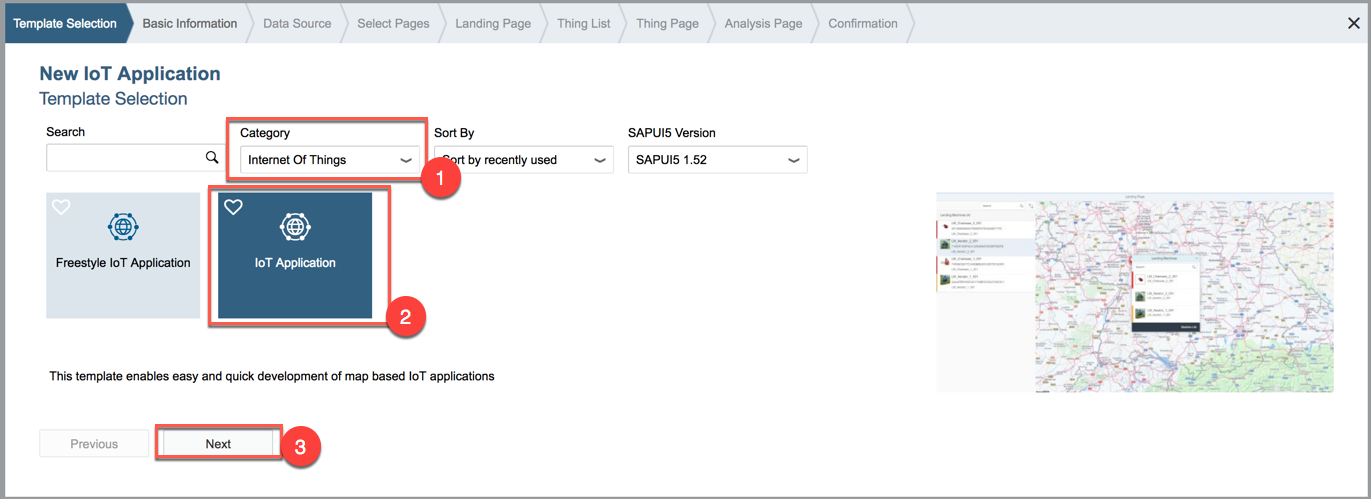 Template Selection
Basic Information
Data Source
Select Pages
Landing Page
Thing List
Thing Page
Analysis Page
Confirmation
New IoT Application
Template Selection
Search
Category
Sort By
SAPUI5 Version
Internet Of Things
Sort by recently used
SAPUI5 1.52
1
Freestyle IoT Application
IoT Application
2
This template enables easy and quick development of map based IoT applications
Previous
Next
3
Landing Page